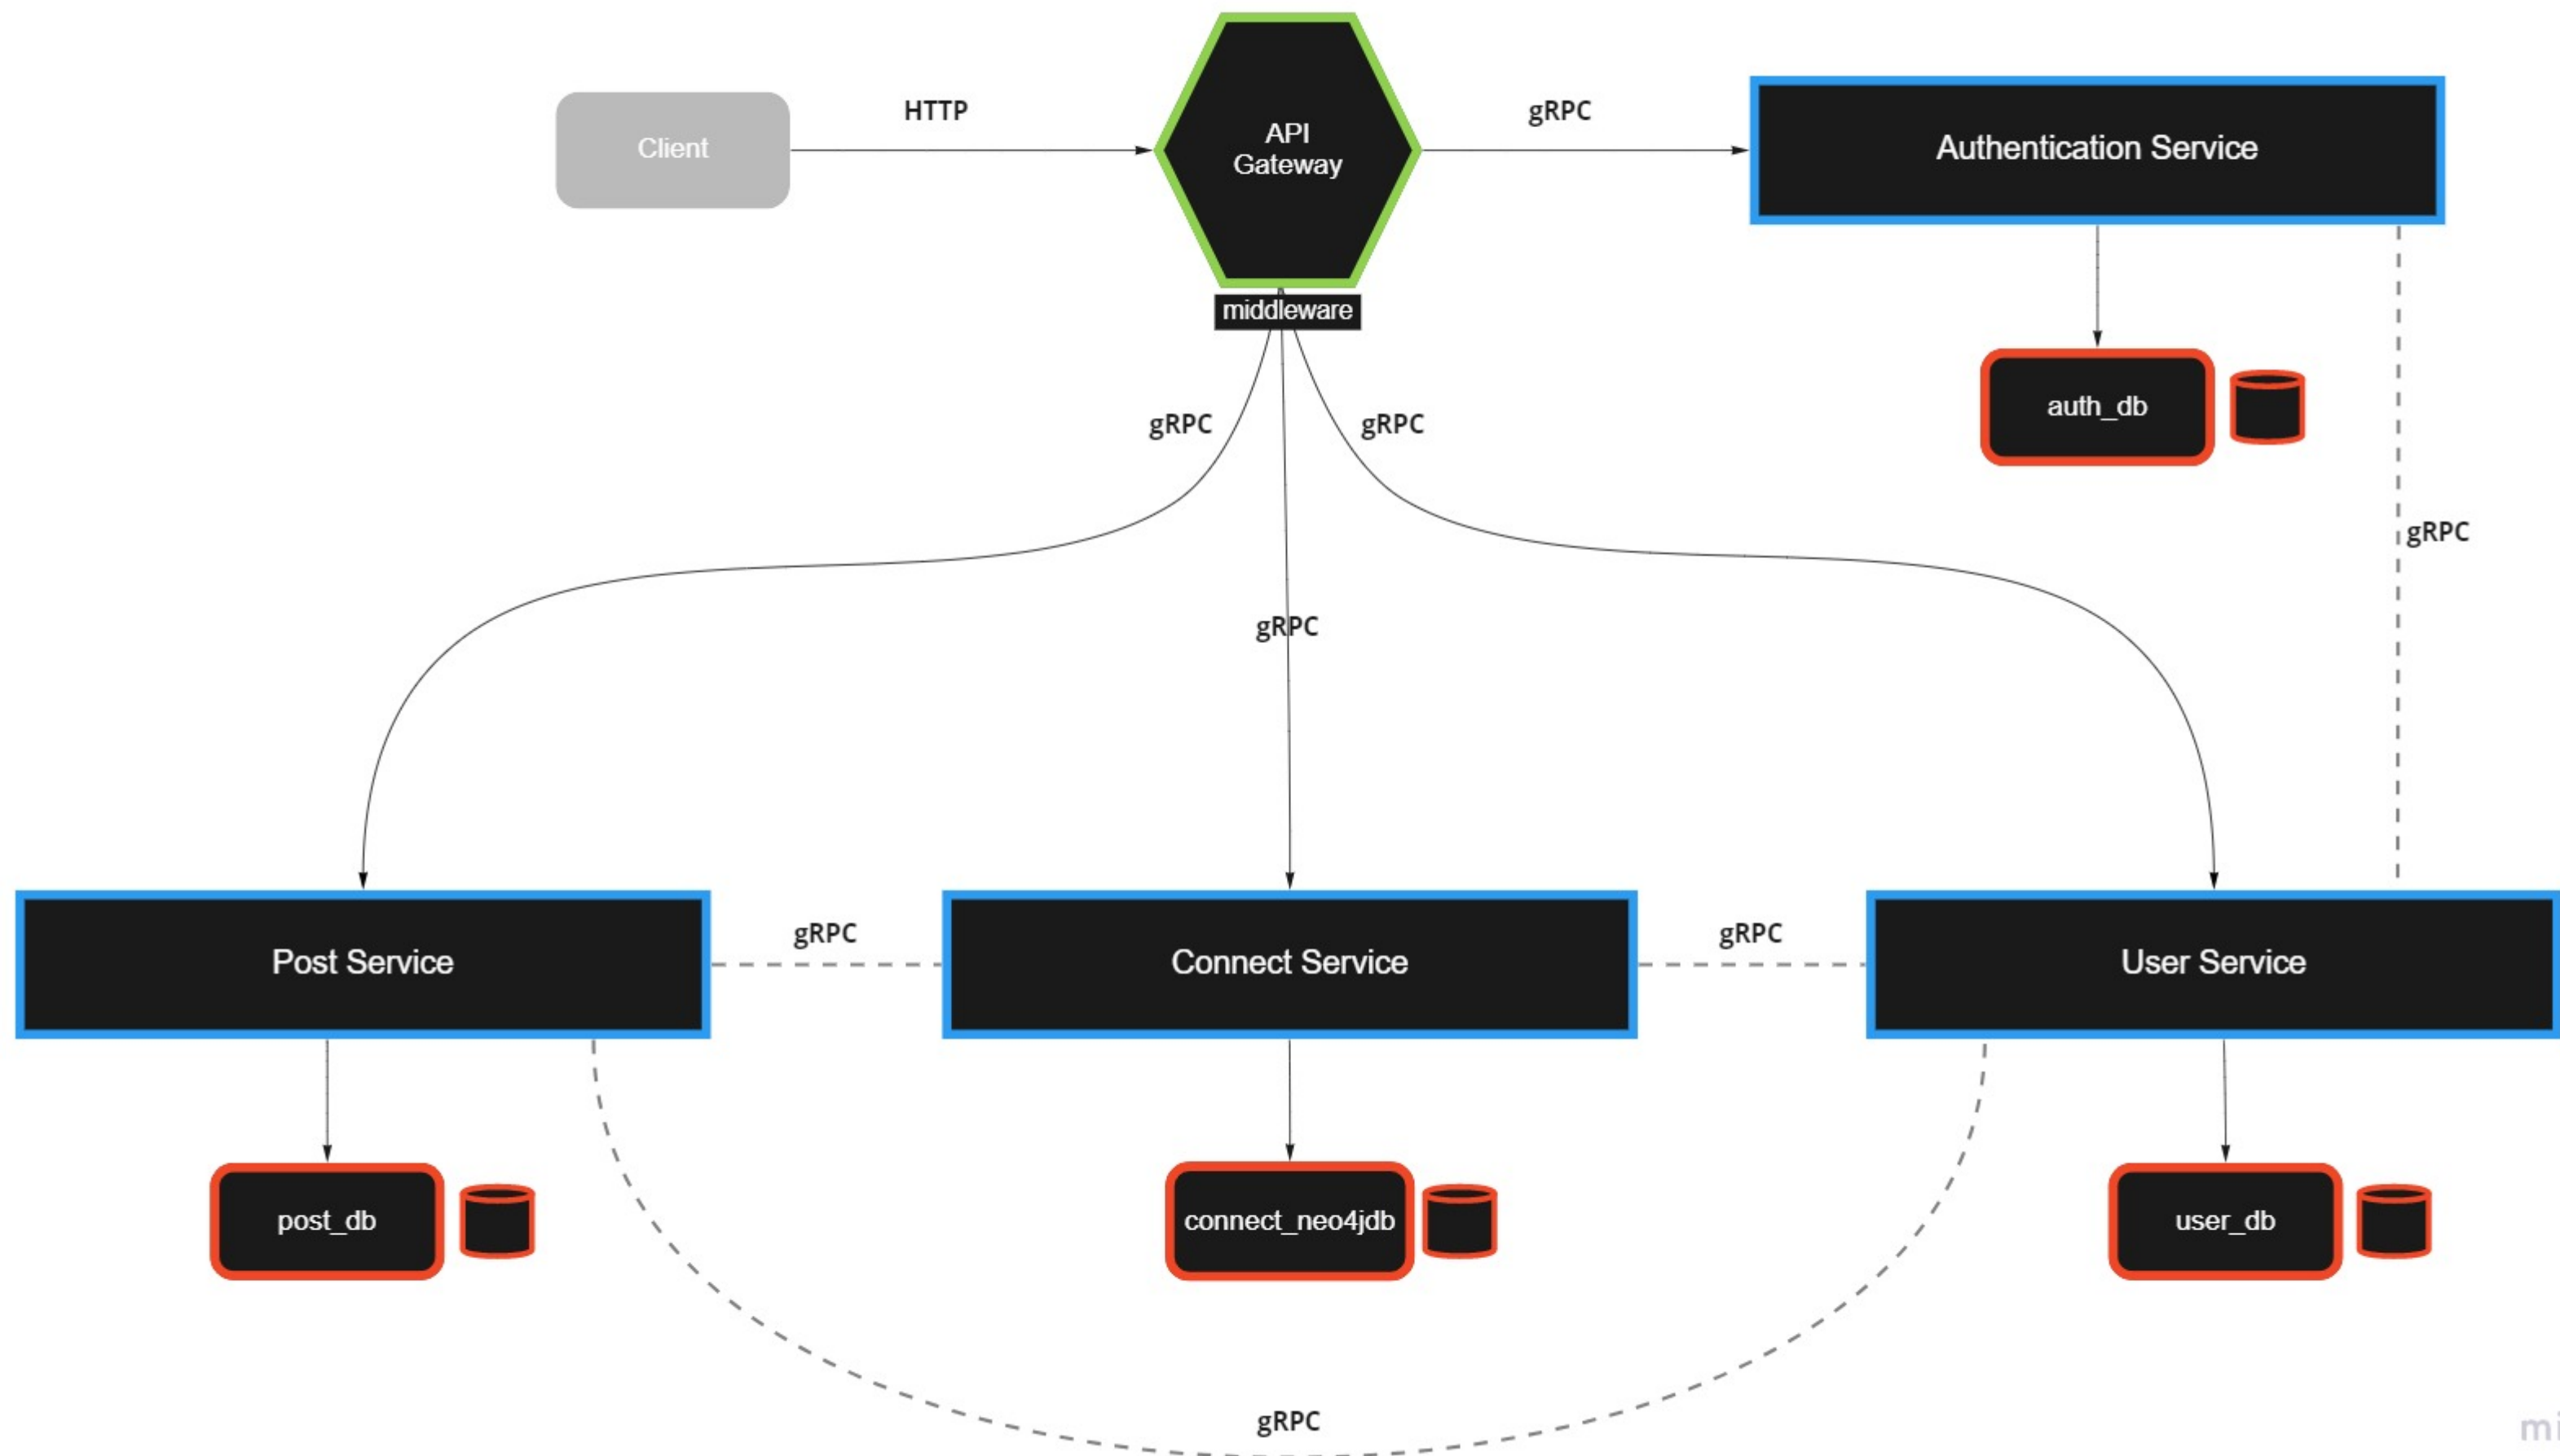 HTTP
gRPC
Client
API
Gateway
Authentication Service
middleware
auth_db
gRPC
gRPC
gRPC
gRPC
gRPC
gRPC
Post Service
Connect Service
User Service
post_db
connect_neo4jdb
user_db
gRPC
mi